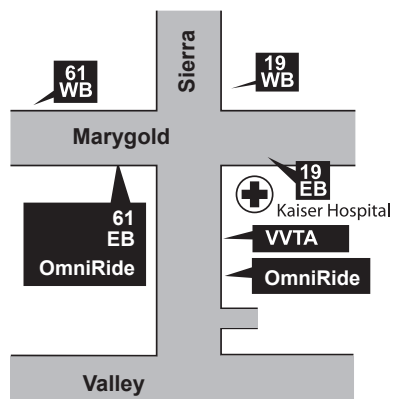 Sierra
61
WB
19
WB
Marygold
19
EB
Kaiser Hospital
61
EB
OmniRide
VVTA
OmniRide
Valley